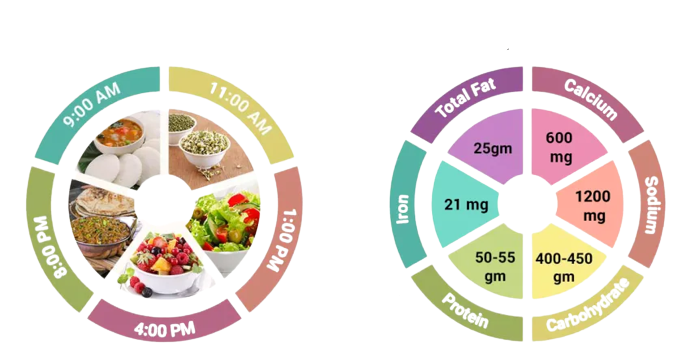 9:00 AM
11:00 AM
1:00 PM
4:00 PM
8:00 PM
Total Fat
25gm
Calcium
600
mg
Sodium
1200
mg
Carbohydrate
400-450
gm
Protein
50-55
gm
Iron
21 mg